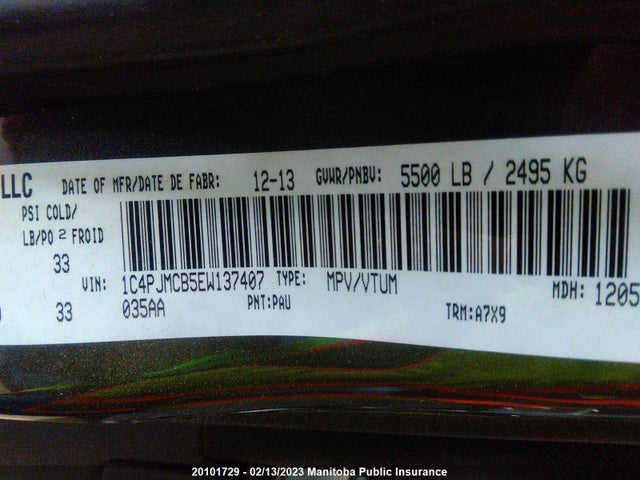 LLC DATE OF MFR/DATE DE FABR: 12-13 GVWR/PNBV: 5500 LB / 2495 KG
PSI COLD/
LB/PO 2 FROID
33
VIN: 1C4PJMCB5EW137407 TYPE: MPV/VTUM MDH: 1205
33 035AA PNT:PAU TRM:A7X9
20101729 - 02/13/2023 Manitoba Public Insurance